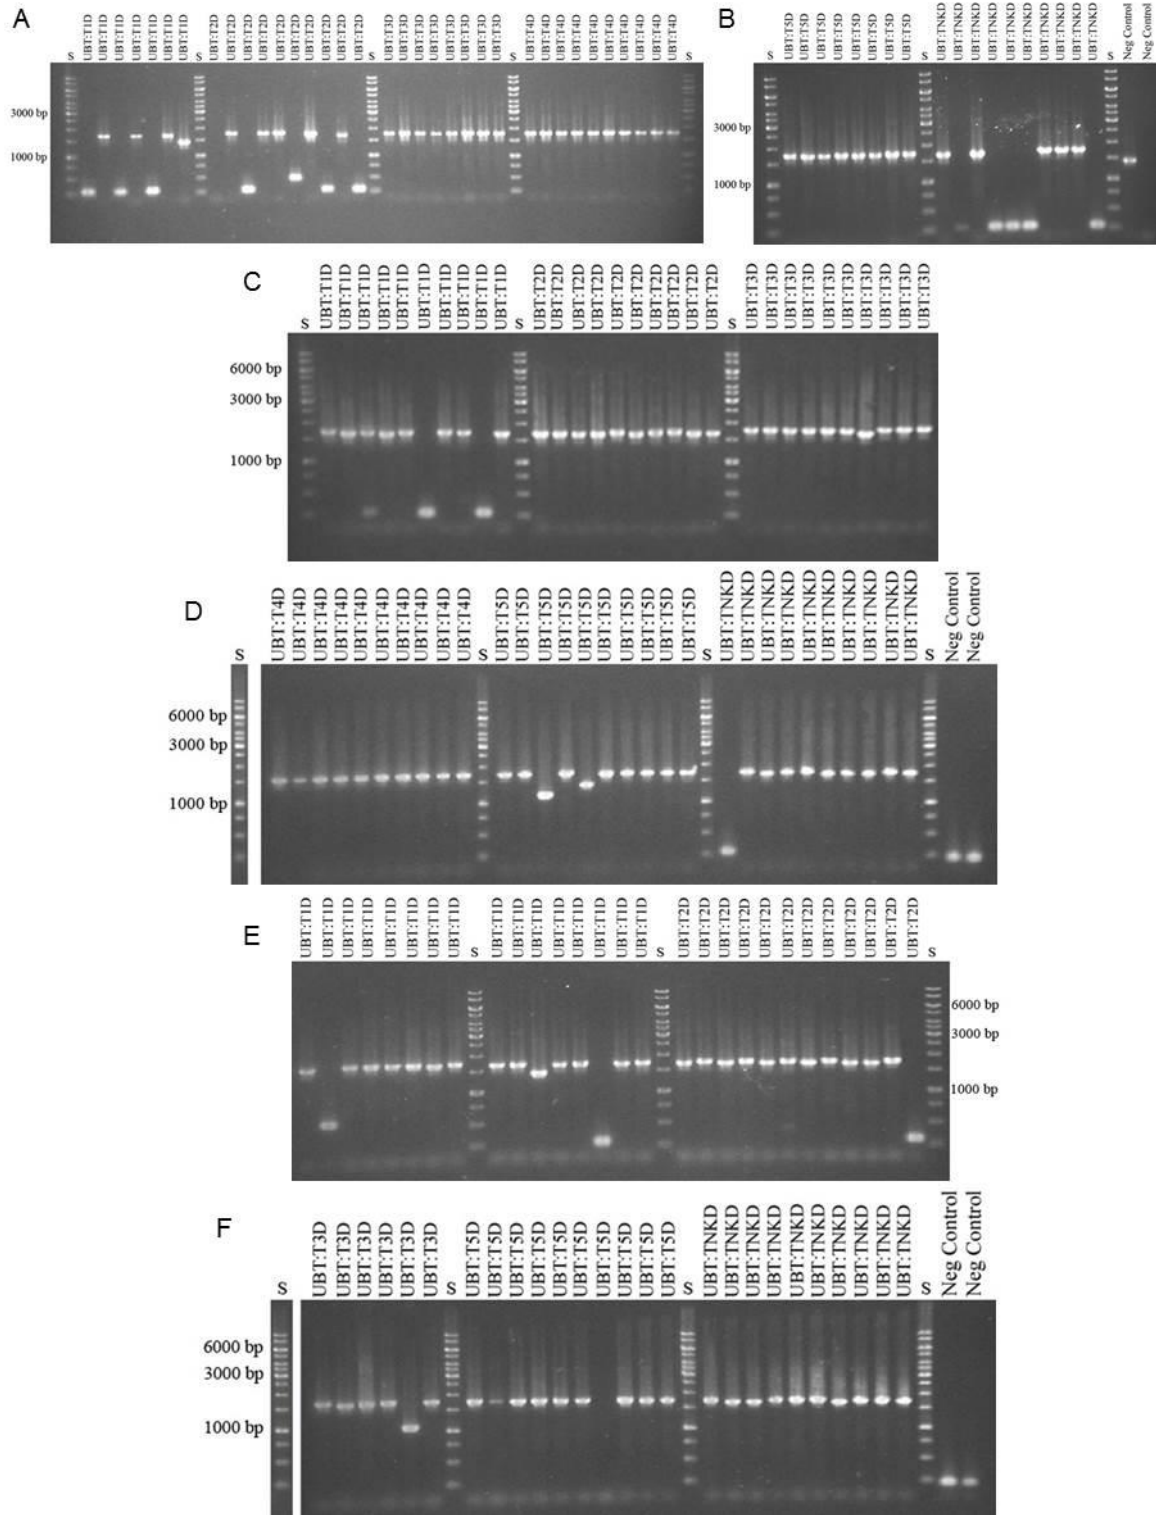 A
S UBT:T1D UBT:T1D UBT:T1D UBT:T1D UBT:T1D UBT:T1D UBT:T1D S UBT:T2D UBT:T2D UBT:T2D UBT:T2D UBT:T2D UBT:T2D UBT:T2D UBT:T2D UBT:T2D UBT:T2D S UBT:T3D UBT:T3D UBT:T3D UBT:T3D UBT:T3D UBT:T3D UBT:T3D UBT:T3D S UBT:T4D UBT:T4D UBT:T4D UBT:T4D UBT:T4D UBT:T4D UBT:T4D UBT:T4D UBT:T4D UBT:T4D S
3000 bp
1000 bp
B
S UBT:T5D UBT:T5D UBT:T5D UBT:T5D UBT:T5D UBT:T5D UBT:T5D UBT:T5D S UBT:TNKD UBT:TNKD UBT:TNKD UBT:TNKD UBT:TNKD UBT:TNKD UBT:TNKD UBT:TNKD UBT:TNKD UBT:TNKD S Neg Control Neg Control
3000 bp
1000 bp
C
S UBT:T1D UBT:T1D UBT:T1D UBT:T1D UBT:T1D UBT:T1D UBT:T1D UBT:T1D UBT:T1D UBT:T1D S UBT:T2D UBT:T2D UBT:T2D UBT:T2D UBT:T2D UBT:T2D UBT:T2D UBT:T2D UBT:T2D UBT:T2D S UBT:T3D UBT:T3D UBT:T3D UBT:T3D UBT:T3D UBT:T3D UBT:T3D UBT:T3D UBT:T3D UBT:T3D
6000 bp
3000 bp
1000 bp
D
S UBT:T4D UBT:T4D UBT:T4D UBT:T4D UBT:T4D UBT:T4D UBT:T4D UBT:T4D UBT:T4D UBT:T4D S UBT:T5D UBT:T5D UBT:T5D UBT:T5D UBT:T5D UBT:T5D UBT:T5D UBT:T5D UBT:T5D UBT:T5D S UBT:TNKD UBT:TNKD UBT:TNKD UBT:TNKD UBT:TNKD UBT:TNKD UBT:TNKD UBT:TNKD UBT:TNKD UBT:TNKD S Neg Control Neg Control
6000 bp
3000 bp
1000 bp
E
UBT:T1D UBT:T1D UBT:T1D UBT:T1D UBT:T1D UBT:T1D UBT:T1D UBT:T1D S UBT:T1D UBT:T1D UBT:T1D UBT:T1D UBT:T1D UBT:T1D UBT:T1D UBT:T1D S UBT:T2D UBT:T2D UBT:T2D UBT:T2D UBT:T2D UBT:T2D UBT:T2D UBT:T2D UBT:T2D UBT:T2D UBT:T2D UBT:T2D S
6000 bp
3000 bp
1000 bp
F
S UBT:T3D UBT:T3D UBT:T3D UBT:T3D UBT:T3D UBT:T3D S UBT:T5D UBT:T5D UBT:T5D UBT:T5D UBT:T5D UBT:T5D UBT:T5D UBT:T5D UBT:T5D UBT:T5D S UBT:TNKD UBT:TNKD UBT:TNKD UBT:TNKD UBT:TNKD UBT:TNKD UBT:TNKD UBT:TNKD UBT:TNKD UBT:TNKD S Neg Control Neg Control
6000 bp
3000 bp
1000 bp